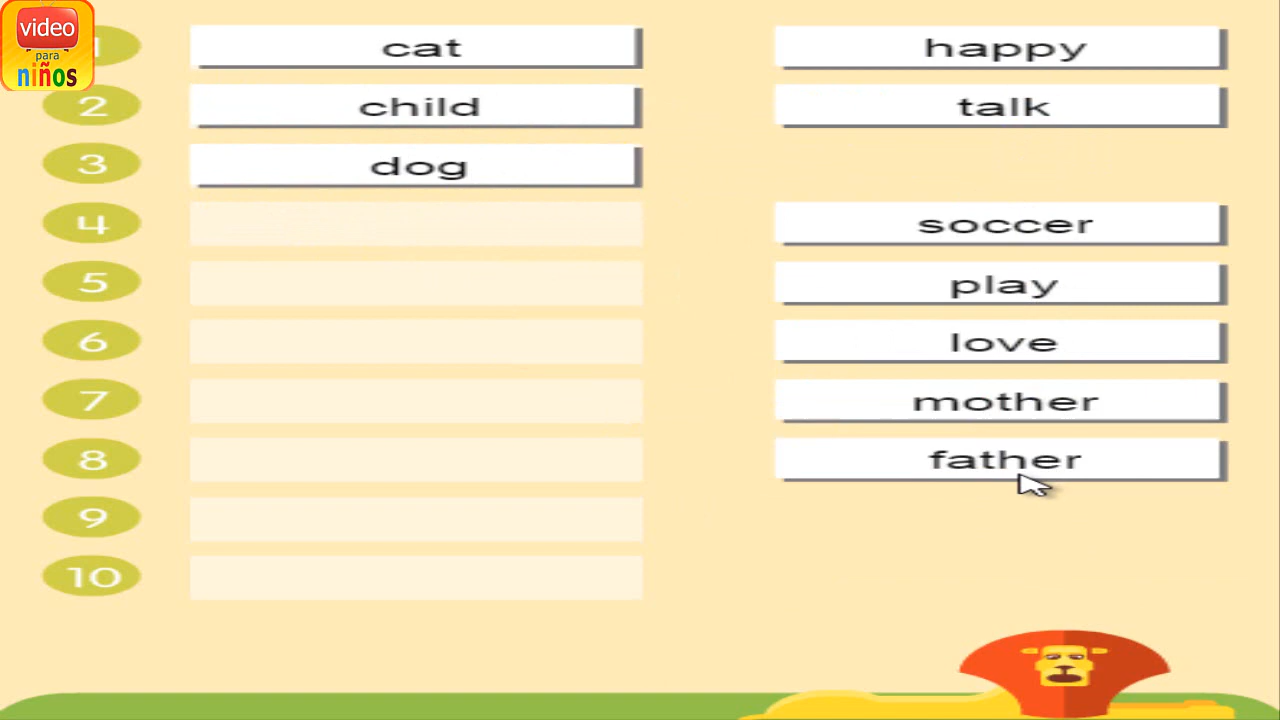 video
para
niños
1 cat happy
2 child talk
3 dog
4 soccer
5 play
6 love
7 mother
8 father
9
10